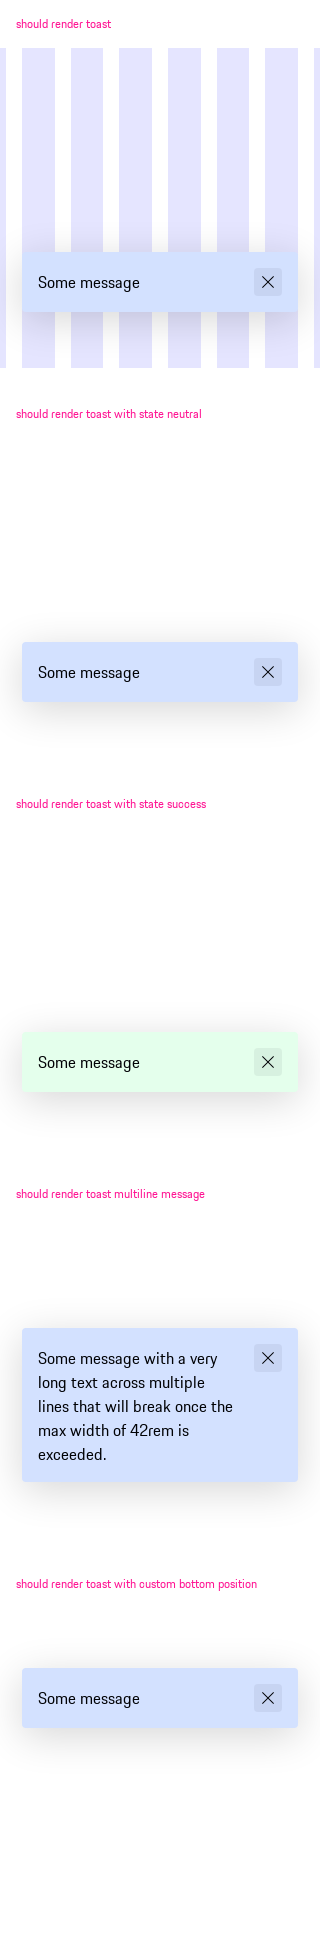 should render toast
Some message
should render toast with state neutral
Some message
should render toast with state success
Some message
should render toast multiline message
Some message with a very
long text across multiple
lines that will break once the
max width of 42rem is
exceeded.
should render toast with custom bottom position
Some message